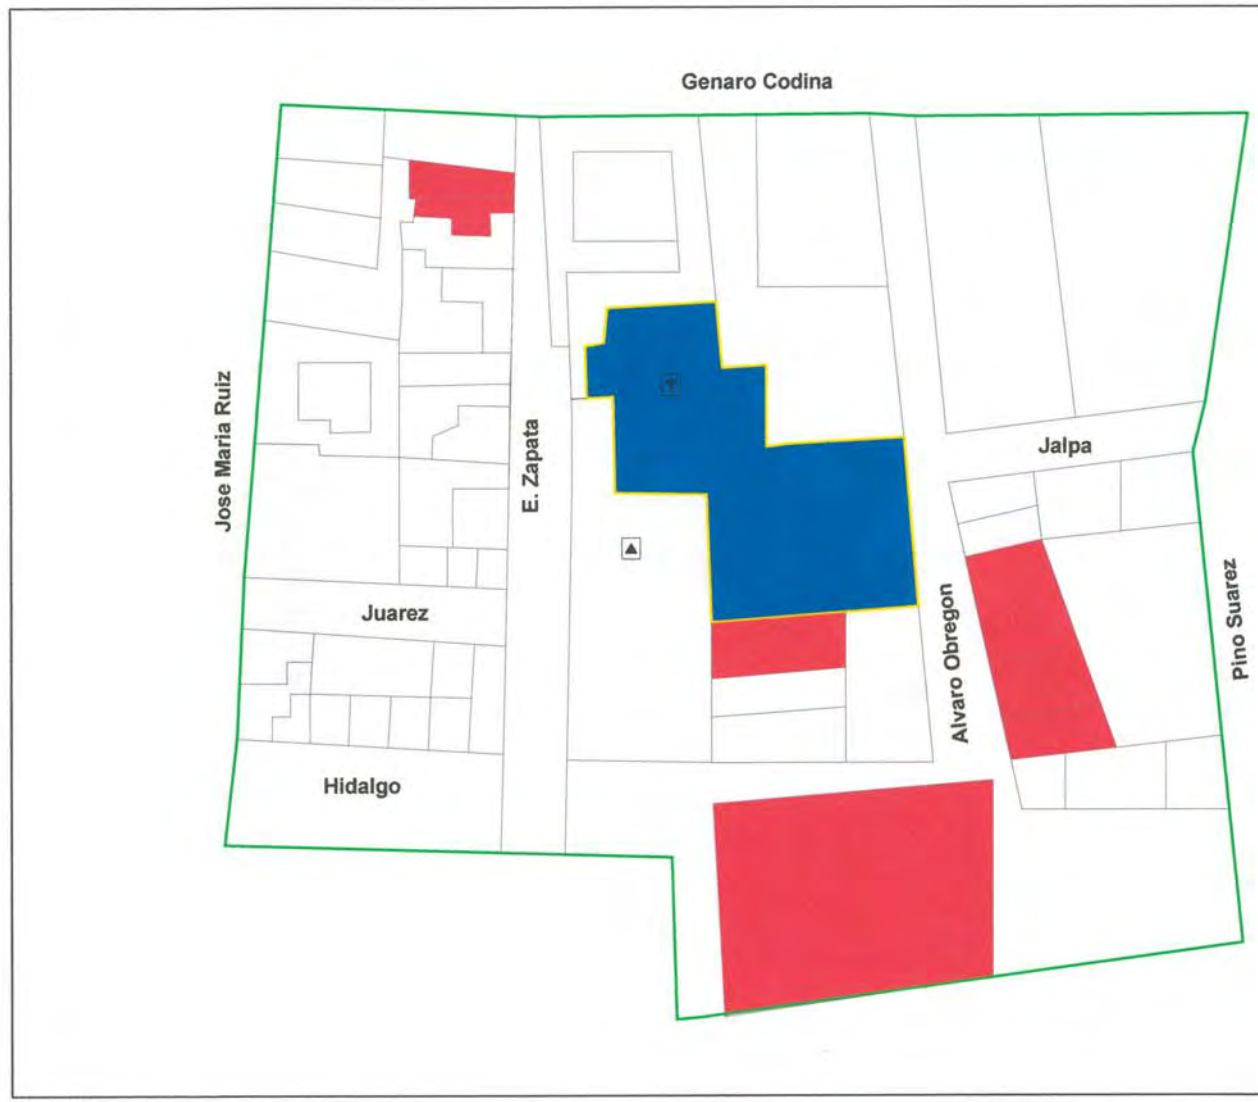 Genaro Codina
Jose Maria Ruiz
E. Zapata
Jalpa
Juarez
Alvaro Obregon
Pino Suarez
Hidalgo